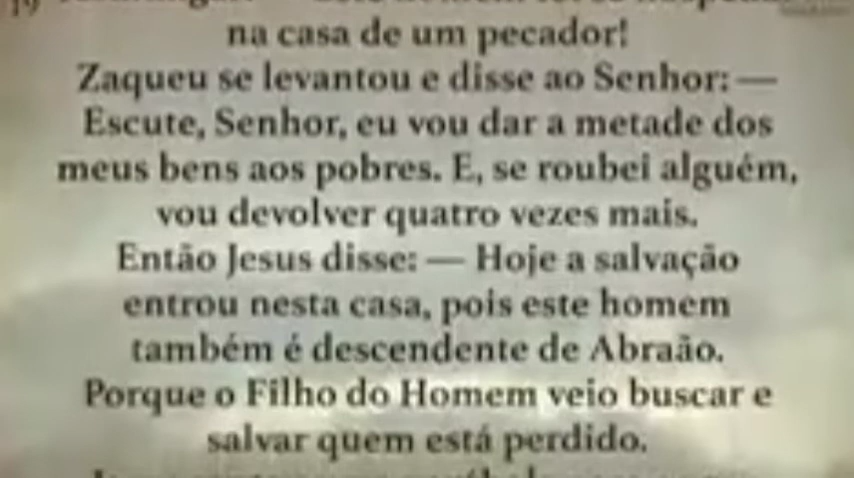 19
na casa de um pecador!
Zaqueu se levantou e disse ao Senhor: —
Escute, Senhor, eu vou dar a metade dos
meus bens aos pobres. E, se roubei alguém,
vou devolver quatro vezes mais.
Então Jesus disse: — Hoje a salvação
entrou nesta casa, pois este homem
também é descendente de Abraão.
Porque o Filho do Homem veio buscar e
salvar quem está perdido.